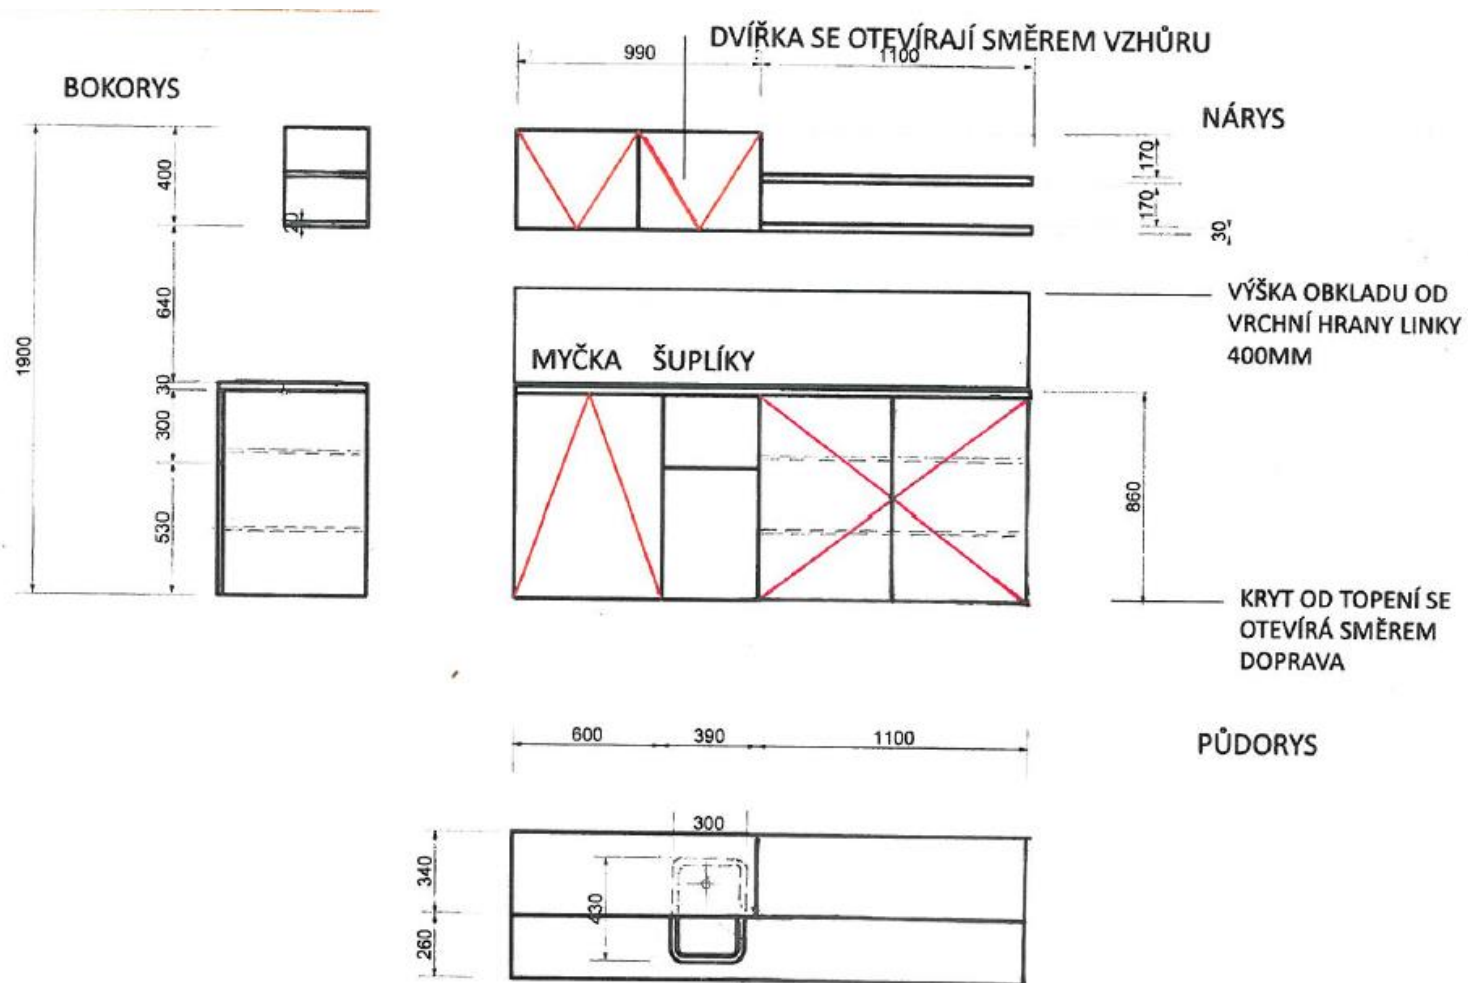 DVÍŘKA SE OTEVÍRAJÍ SMĚREM VZHŮRU
990
1100
BOKORYS
NÁRYS
400
20
170
170
30
640
1900
VÝŠKA OBKLADU OD
VRCHNÍ HRANY LINKY
400MM
MYČKA ŠUPLÍKY
30
300
530
860
KRYT OD TOPENÍ SE
OTEVÍRÁ SMĚREM
DOPRAVA
600
390
1100
PŮDORYS
300
340
430
260